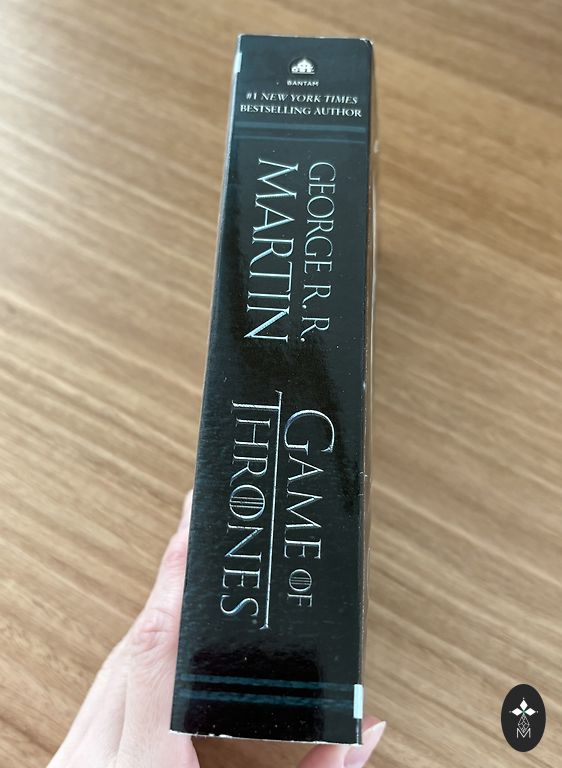 BANTAM
#1 NEW YORK TIMES
BESTSELLING AUTHOR
GEORGE R. R.
MARTIN
GAME OF
THRONES®
M